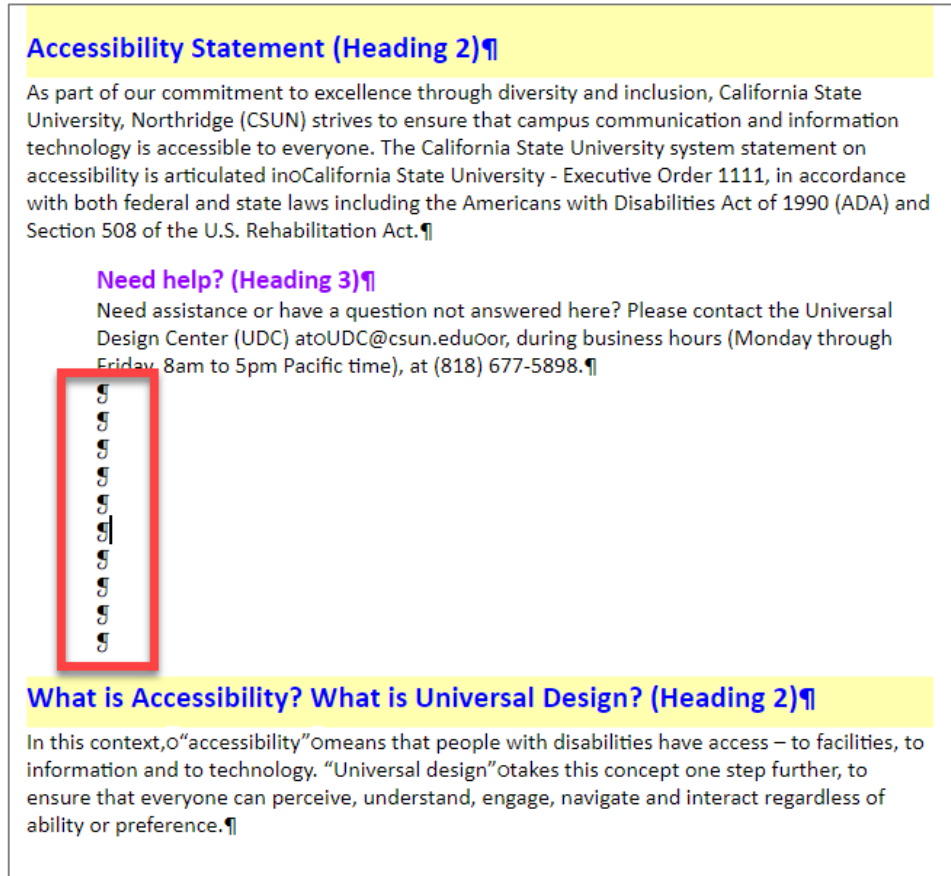 Accessibility Statement (Heading 2)¶
As part of our commitment to excellence through diversity and inclusion, California State
University, Northridge (CSUN) strives to ensure that campus communication and information
technology is accessible to everyone. The California State University system statement on
accessibility is articulated inoCalifornia State University - Executive Order 1111, in accordance
with both federal and state laws including the Americans with Disabilities Act of 1990 (ADA) and
Section 508 of the U.S. Rehabilitation Act.¶
Need help? (Heading 3)¶
Need assistance or have a question not answered here? Please contact the Universal
Design Center (UDC) atoUDC@csun.eduoor, during business hours (Monday through
Friday, 8am to 5pm Pacific time), at (818) 677-5898.¶
¶
¶
¶
¶
¶
¶
¶
¶
¶
¶
What is Accessibility? What is Universal Design? (Heading 2)¶
In this context,o“accessibility”omeans that people with disabilities have access – to facilities, to
information and to technology. “Universal design”otakes this concept one step further, to
ensure that everyone can perceive, understand, engage, navigate and interact regardless of
ability or preference.¶